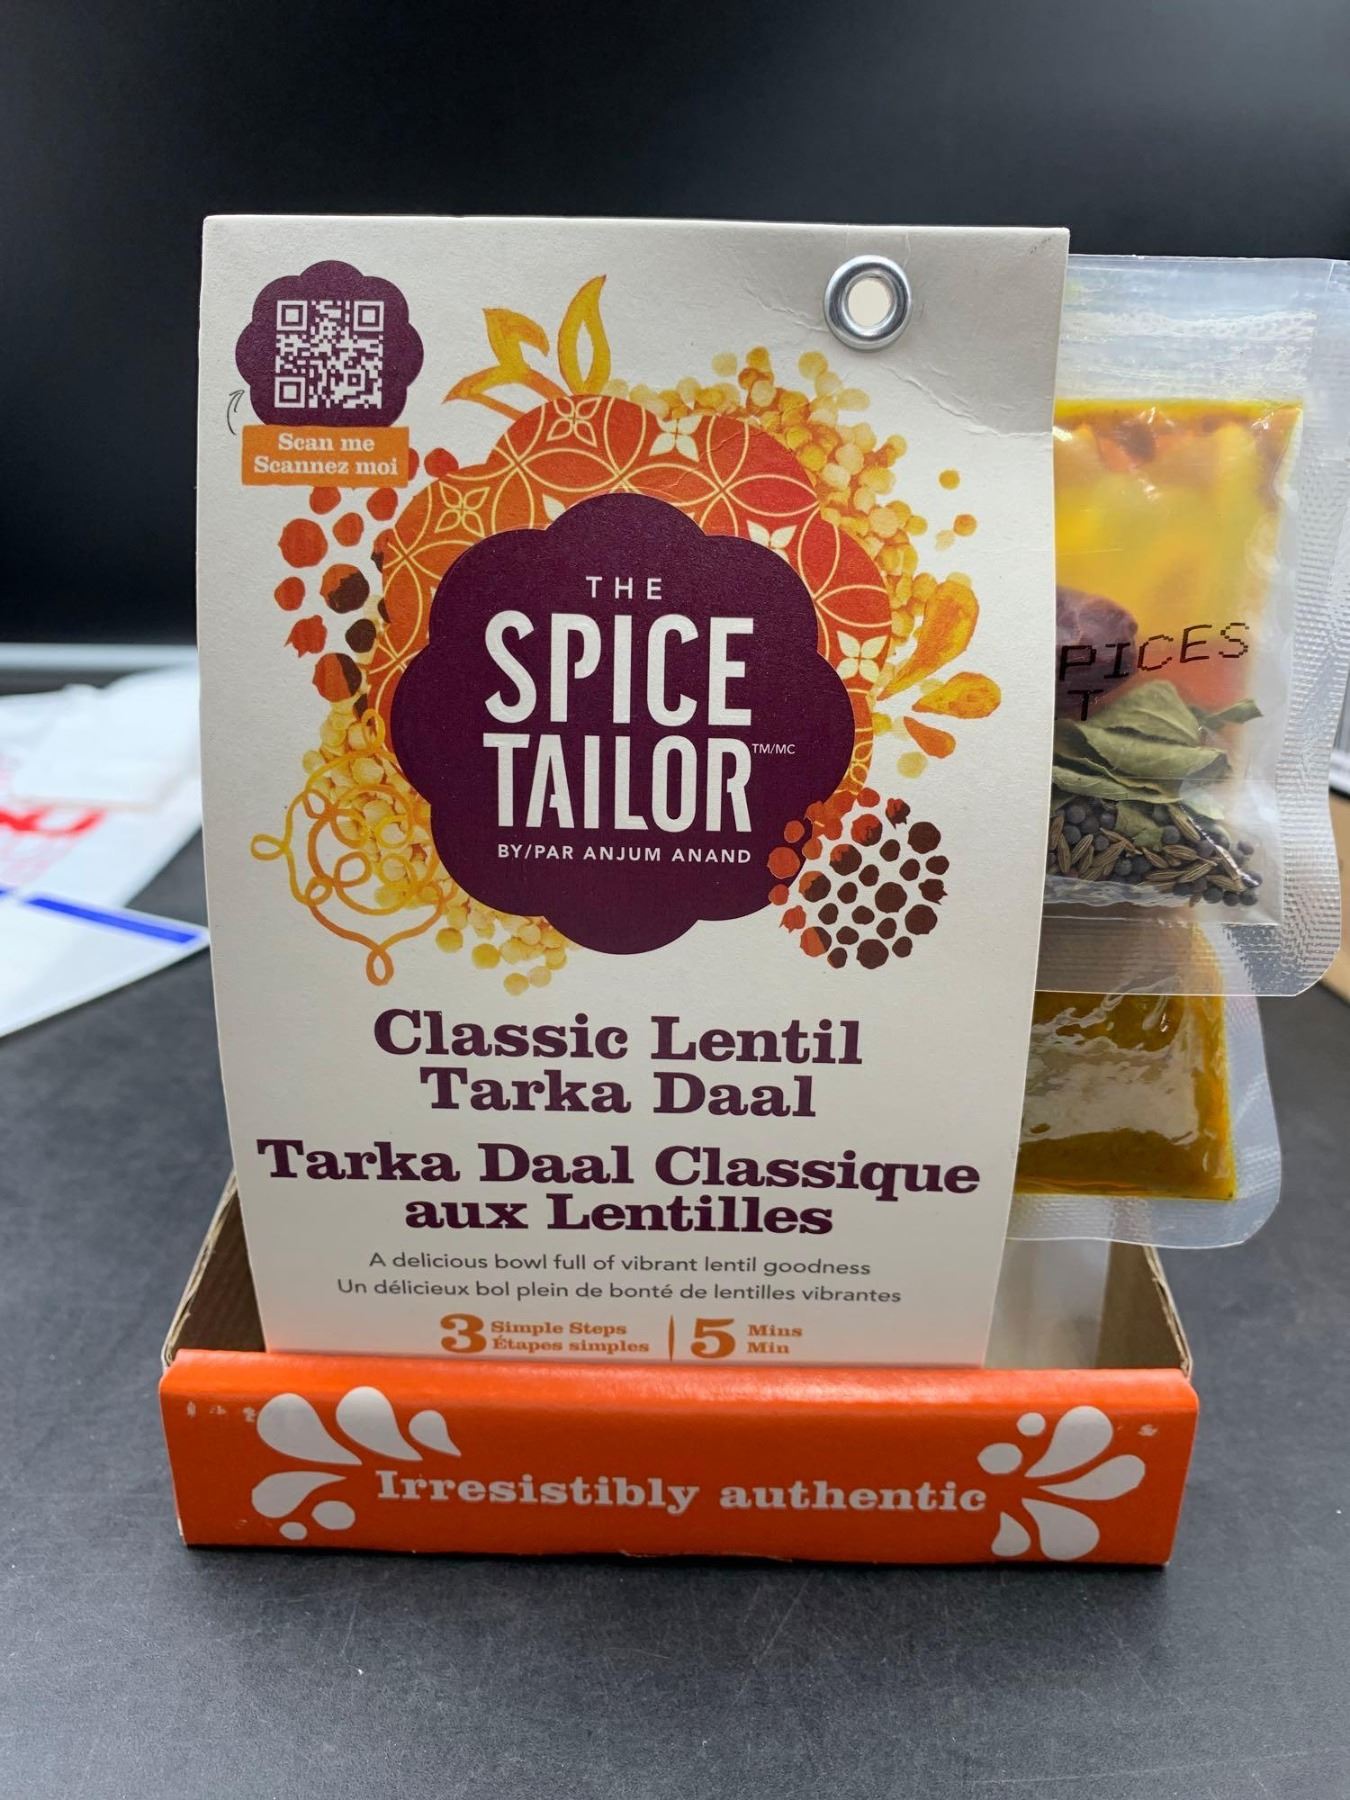 Scan me
Scannez moi
THE
SPICE
TAILOR TM/MC
BY/PAR ANJUM ANAND
PICES
T
Classic Lentil
Tarka Daal
Tarka Daal Classique
aux Lentilles
A delicious bowl full of vibrant lentil goodness
Un délicieux bol plein de bonté de lentilles vibrantes
3 Simple Steps
Étapes simples
5 Mins
Min
Irresistibly authentic